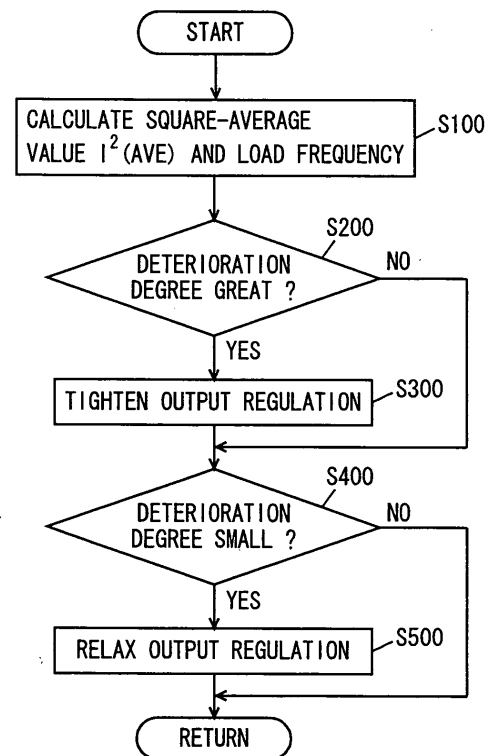 START
CALCULATE SQUARE-AVERAGE
VALUE I²(AVE) AND LOAD FREQUENCY
S100
S200
DETERIORATION
DEGREE GREAT ?
NO
YES
TIGHTEN OUTPUT REGULATION
S300
S400
DETERIORATION
DEGREE SMALL ?
NO
YES
RELAX OUTPUT REGULATION
S500
RETURN